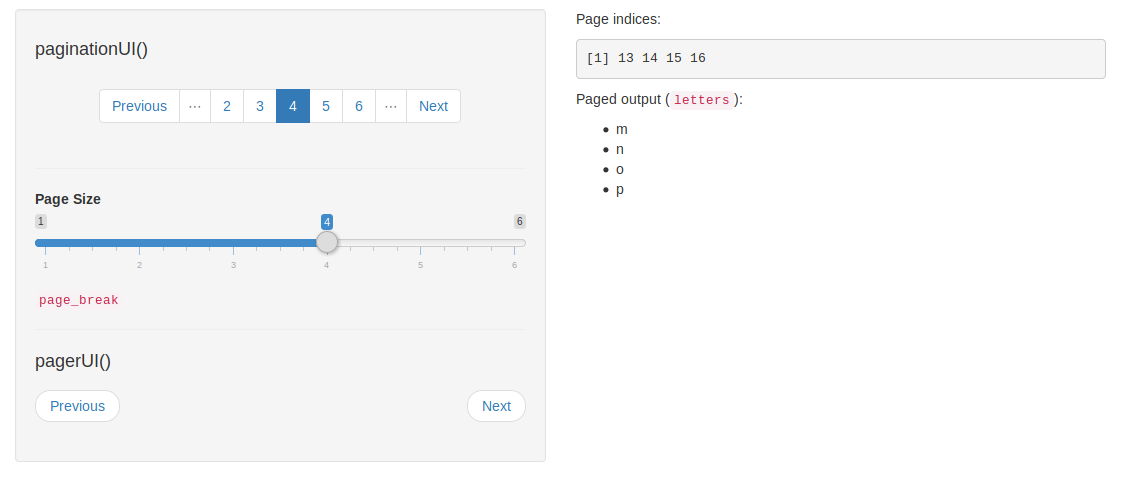 paginationUI()
Previous ... 2 3 4 5 6 ... Next
Page Size
1 4 6
1 2 3 4 5 6
page_break
pagerUI()
Previous Next
Page indices:
[1] 13 14 15 16
Paged output ( letters ):
• m
• n
• o
• p